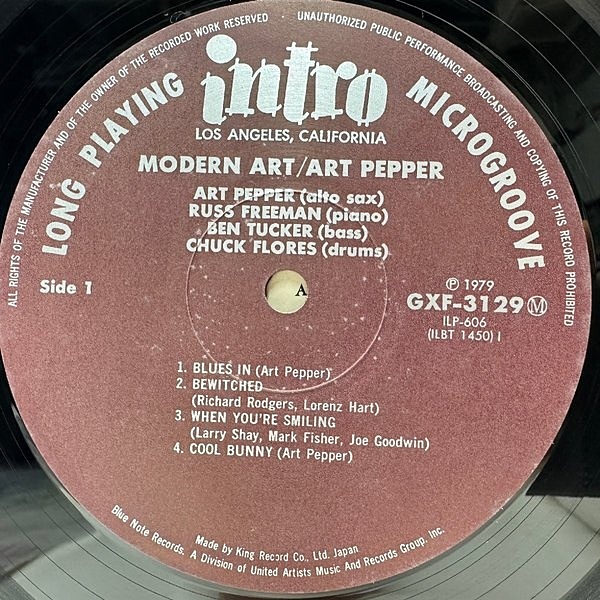 ALL RIGHTS OF THE MANUFACTURER AND OF THE OWNER OF THE RECORDED WORK RESERVED
UNAUTHORIZED PUBLIC PERFORMANCE BROADCASTING AND COPYING OF THIS RECORD PROHIBITED
LONG PLAYING
MICROGROOVE
intro
LOS ANGELES, CALIFORNIA
MODERN ART/ART PEPPER
ART PEPPER (alto sax)
RUSS FREEMAN (piano)
BEN TUCKER (bass)
CHUCK FLORES (drums)
Side 1
A
Ⓟ 1979
GXF-3129 Ⓜ
ILP-606
(ILBT 1450) I
1. BLUES IN (Art Pepper)
2. BEWITCHED
(Richard Rodgers, Lorenz Hart)
3. WHEN YOU'RE SMILING
(Larry Shay, Mark Fisher, Joe Goodwin)
4. COOL BUNNY (Art Pepper)
Made by King Record Co., Ltd. Japan
Blue Note Records, A Division of United Artists Music And Records Group, Inc.